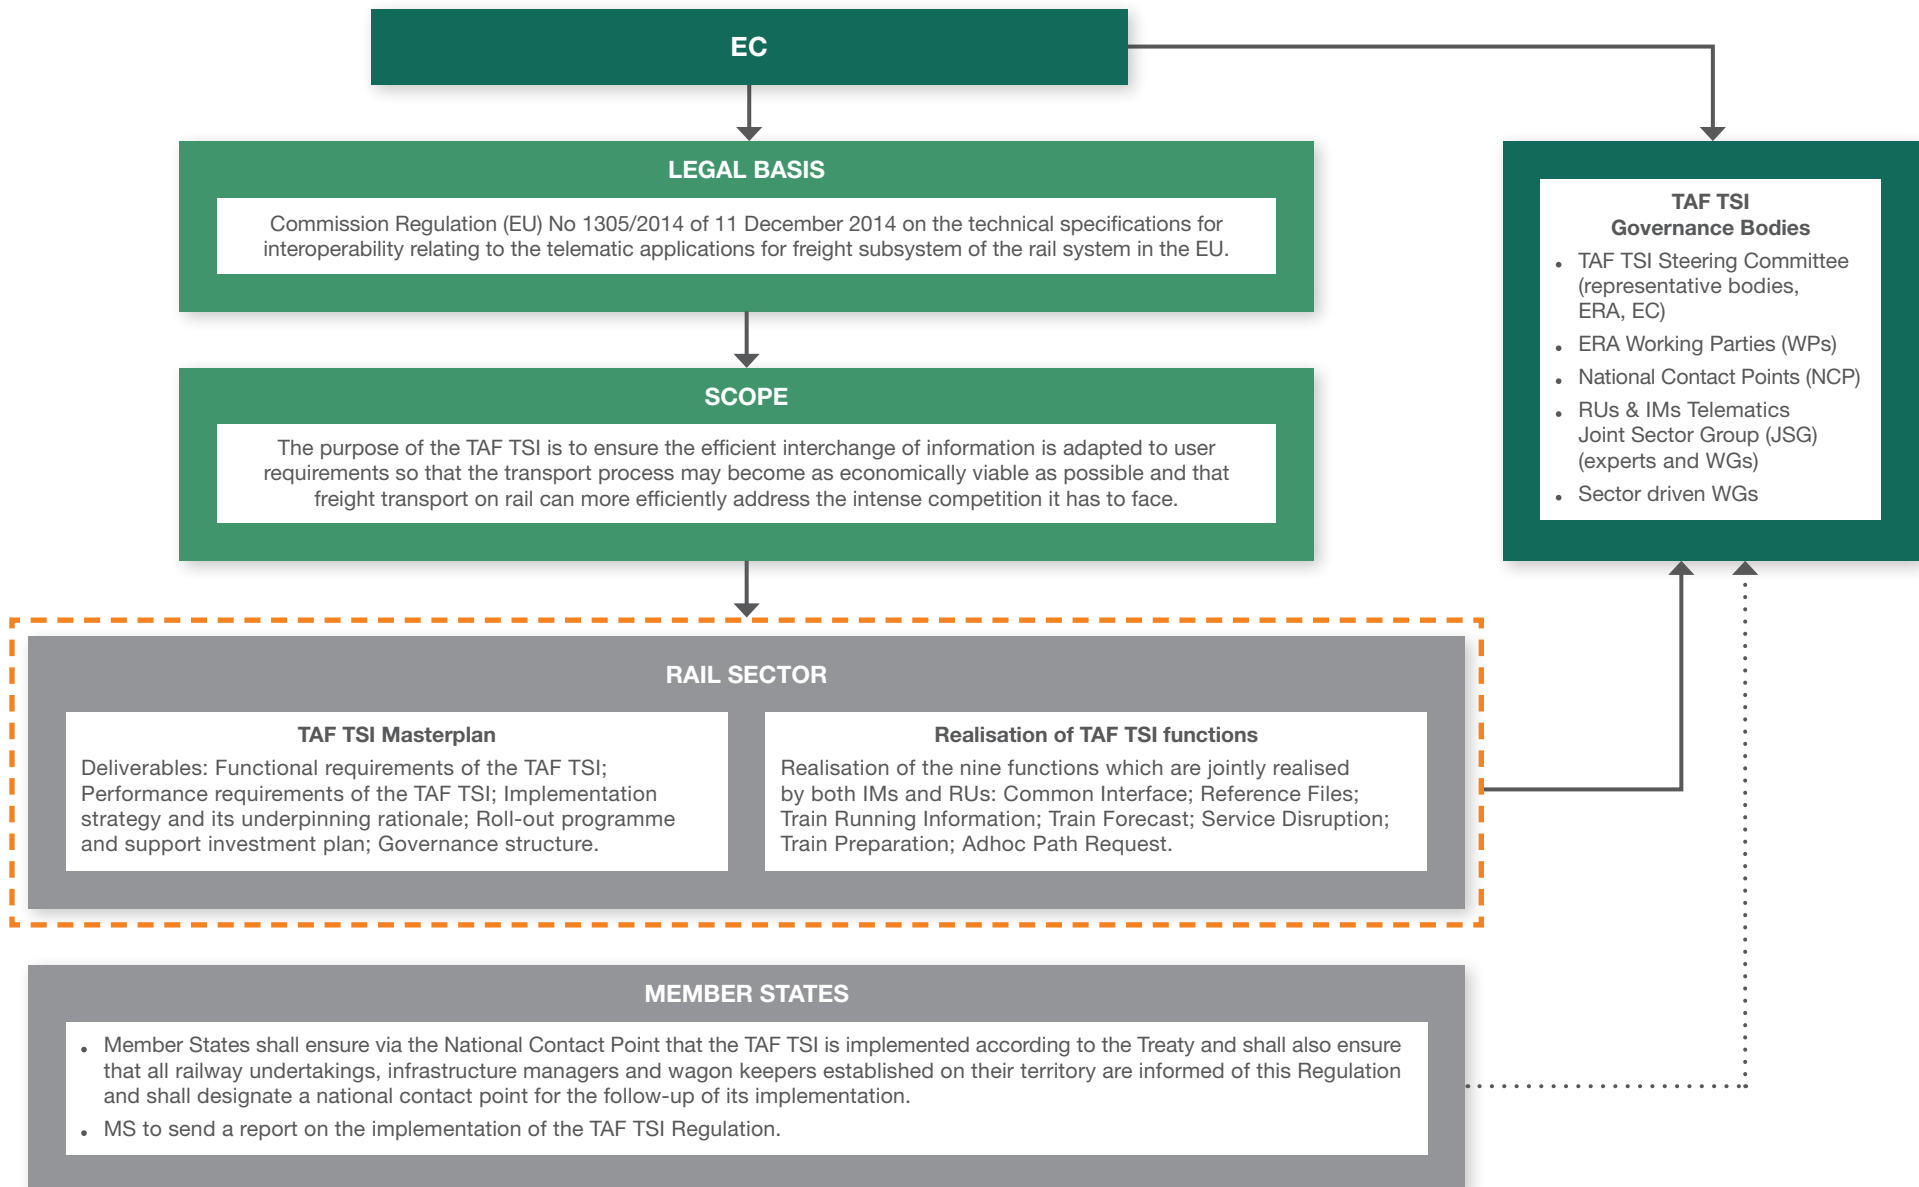 EC
LEGAL BASIS
Commission Regulation (EU) No 1305/2014 of 11 December 2014 on the technical specifications for
interoperability relating to the telematic applications for freight subsystem of the rail system in the EU.
SCOPE
The purpose of the TAF TSI is to ensure the efficient interchange of information is adapted to user
requirements so that the transport process may become as economically viable as possible and that
freight transport on rail can more efficiently address the intense competition it has to face.
TAF TSI
Governance Bodies
• TAF TSI Steering Committee
(representative bodies,
ERA, EC)
• ERA Working Parties (WPs)
• National Contact Points (NCP)
• RUs & IMs Telematics
Joint Sector Group (JSG)
(experts and WGs)
• Sector driven WGs
RAIL SECTOR
TAF TSI Masterplan
Deliverables: Functional requirements of the TAF TSI;
Performance requirements of the TAF TSI; Implementation
strategy and its underpinning rationale; Roll-out programme
and support investment plan; Governance structure.
Realisation of TAF TSI functions
Realisation of the nine functions which are jointly realised
by both IMs and RUs: Common Interface; Reference Files;
Train Running Information; Train Forecast; Service Disruption;
Train Preparation; Adhoc Path Request.
MEMBER STATES
• Member States shall ensure via the National Contact Point that the TAF TSI is implemented according to the Treaty and shall also ensure
that all railway undertakings, infrastructure managers and wagon keepers established on their territory are informed of this Regulation
and shall designate a national contact point for the follow-up of its implementation.
• MS to send a report on the implementation of the TAF TSI Regulation.